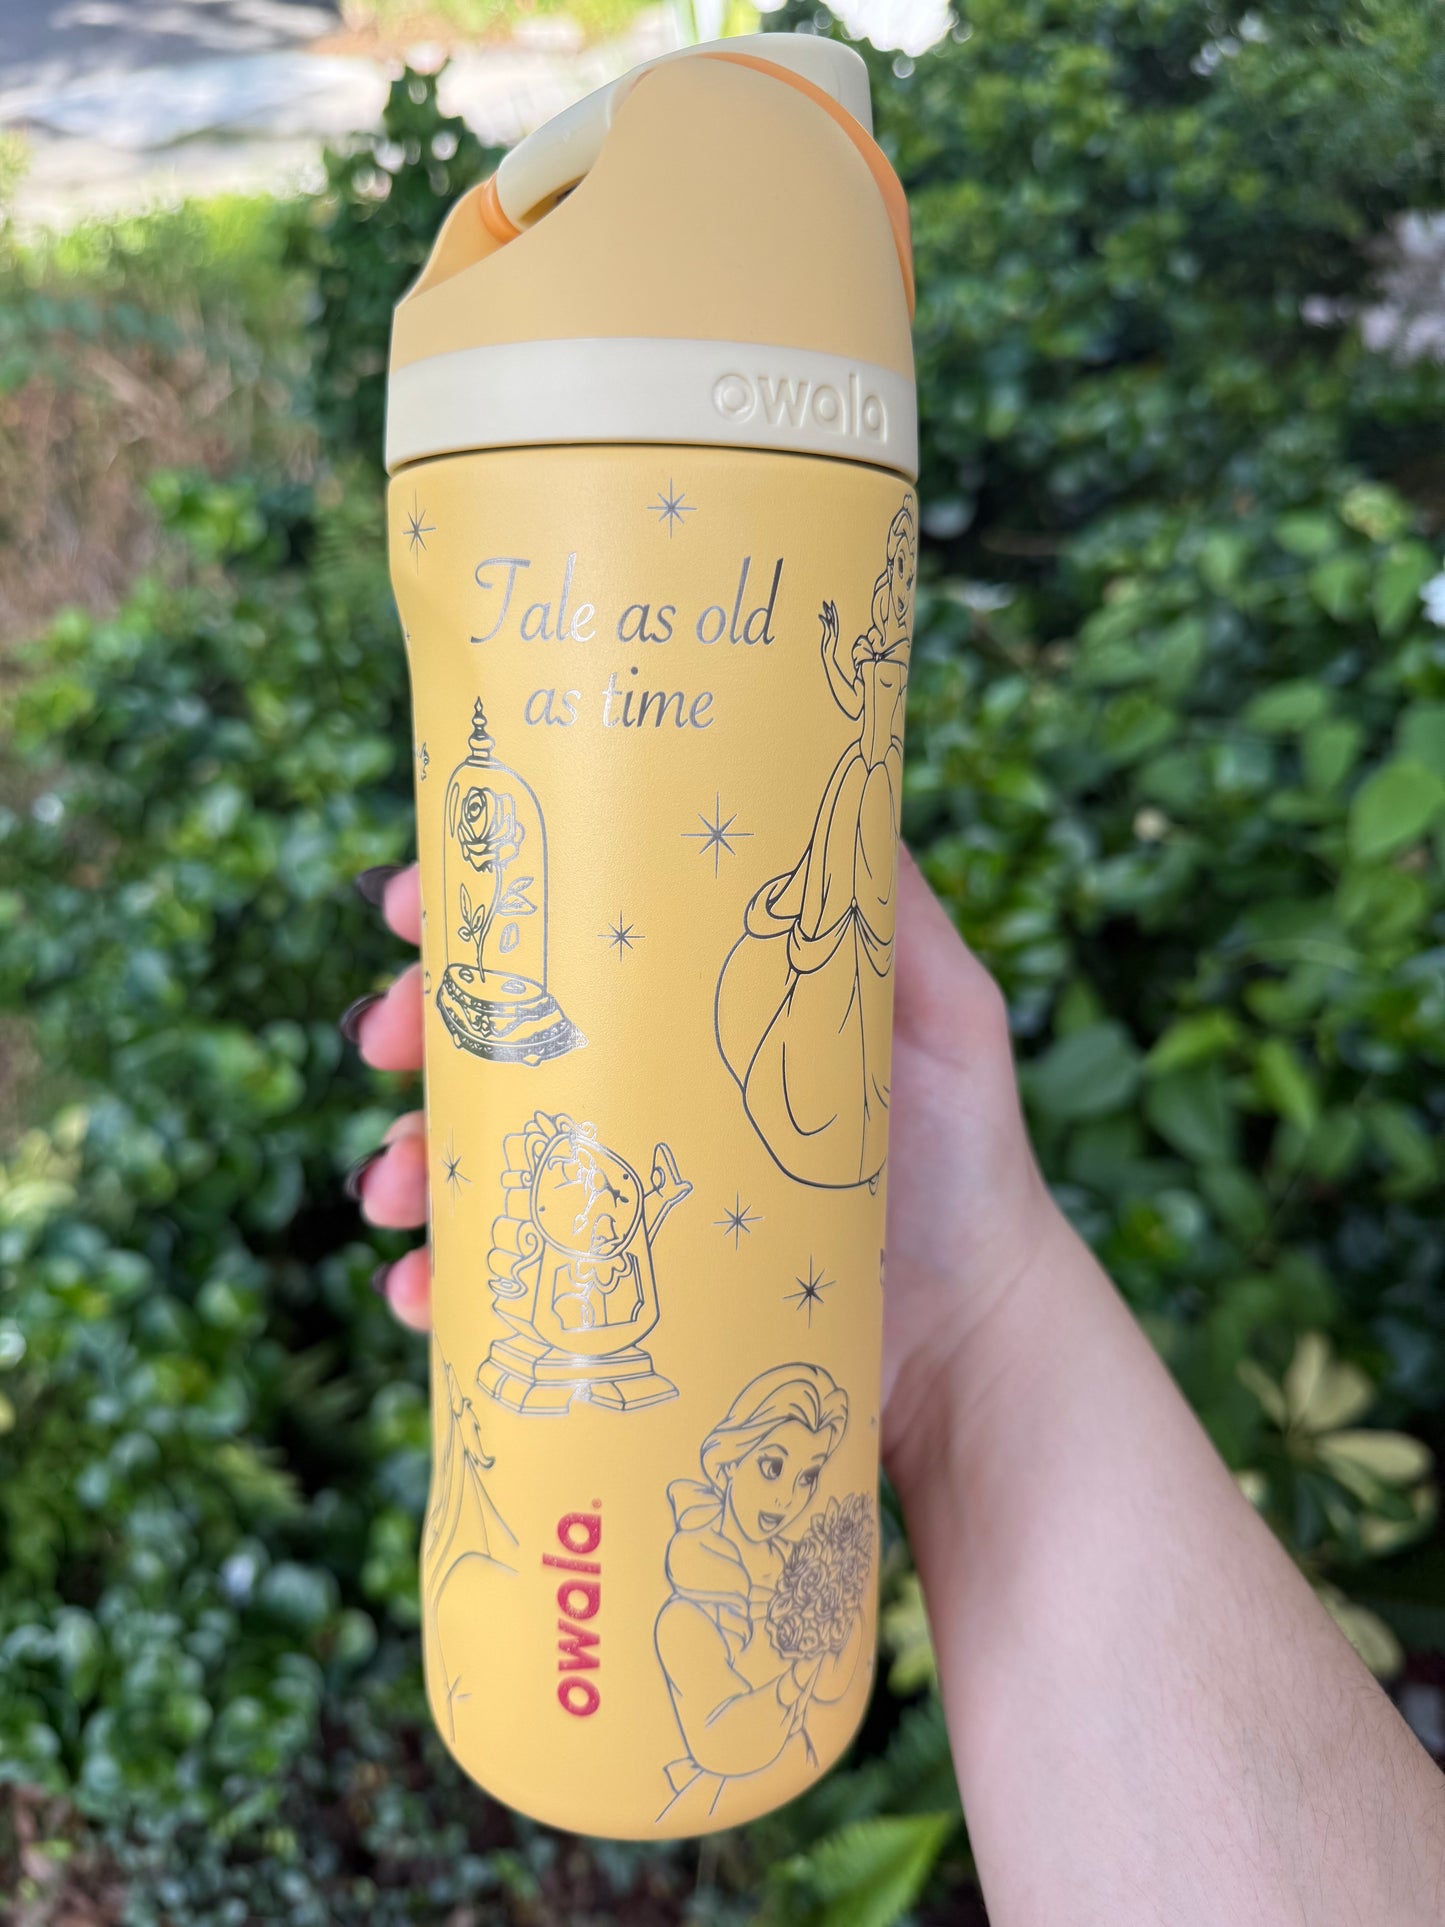 owala
Tale as old
as time
owala®